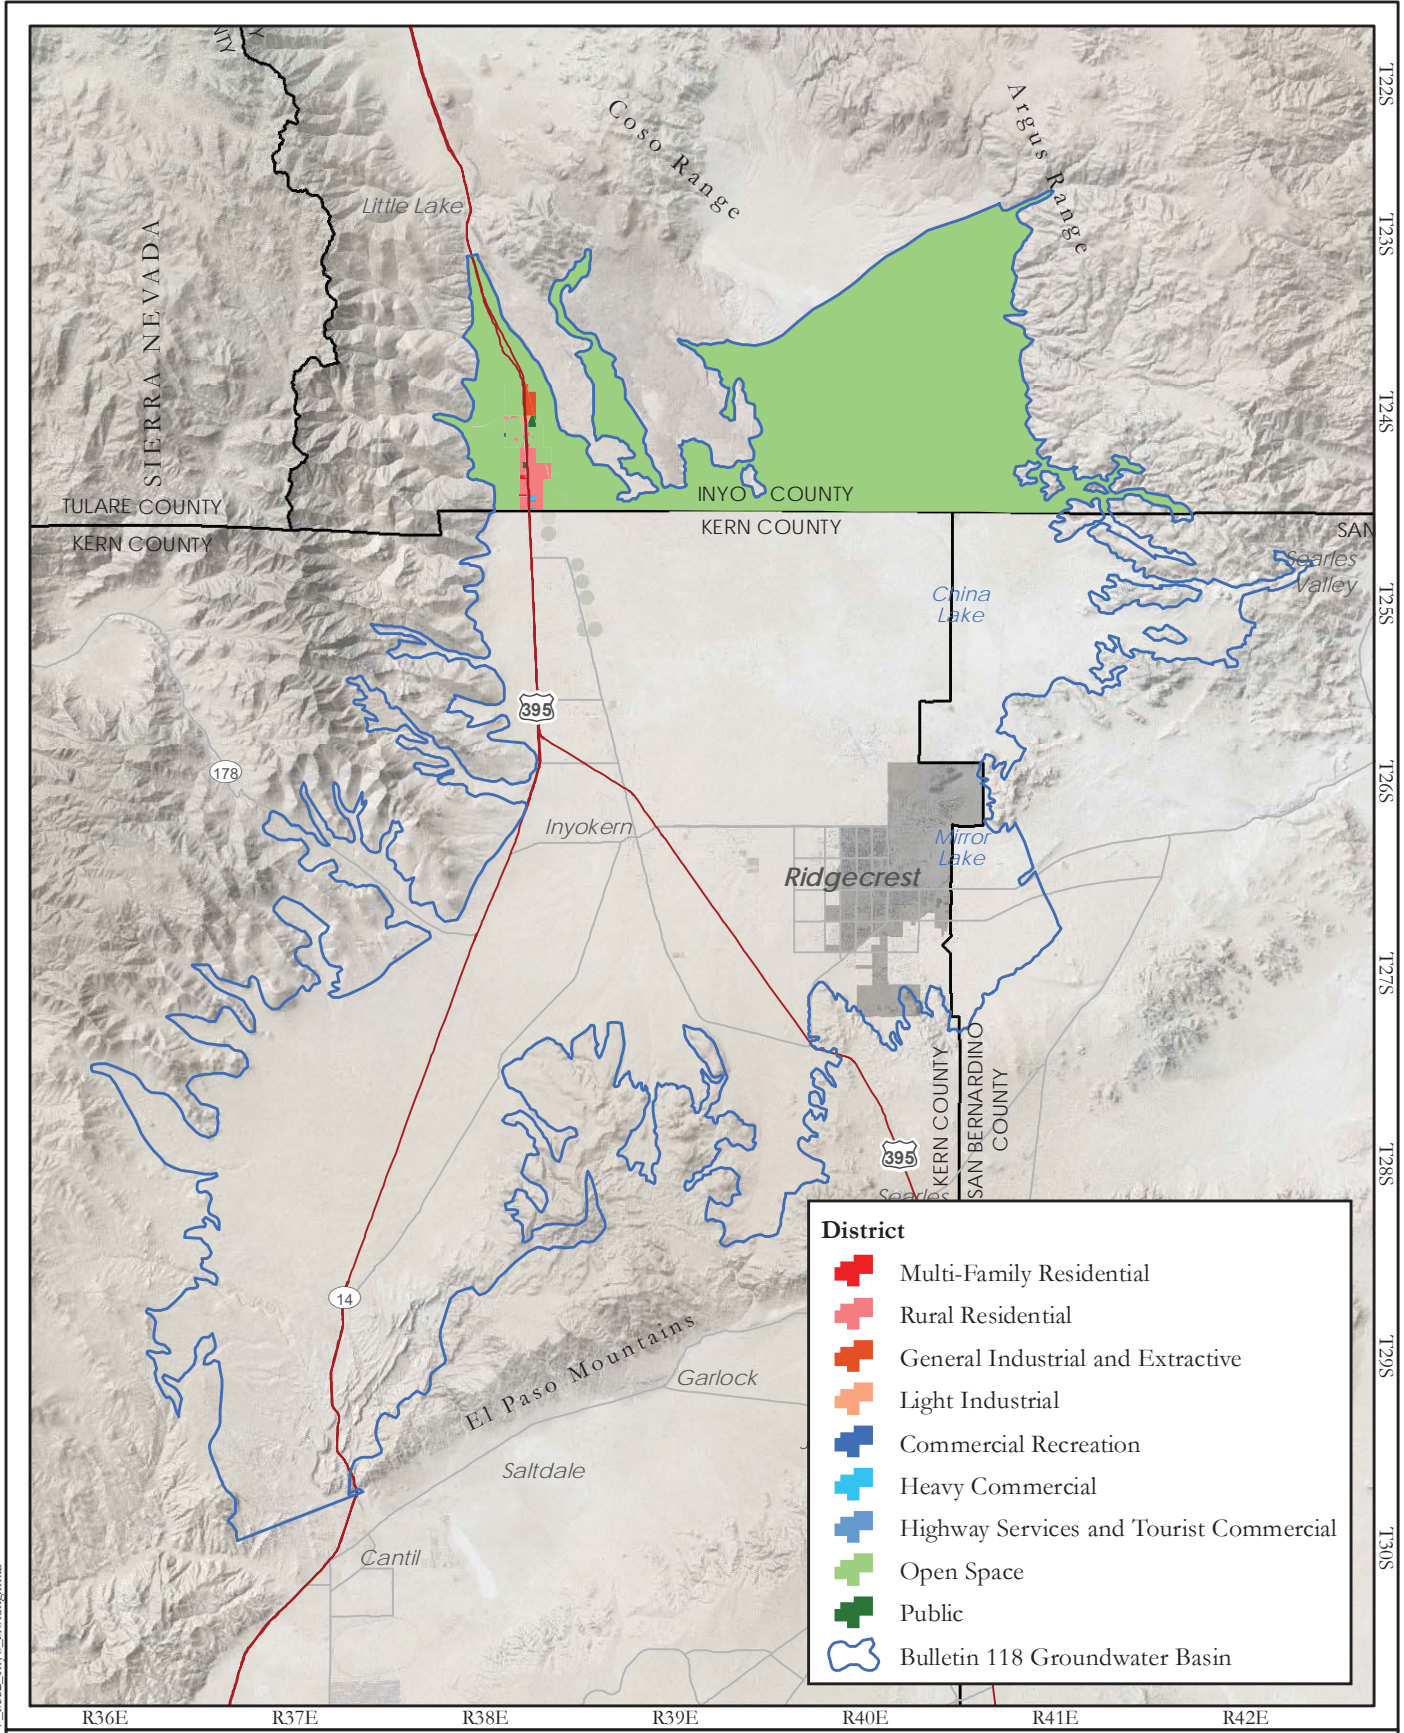 NTY
Y
Coso Range
Argus Range
Little Lake
SIERRA NEVADA
TULARE COUNTY
KERN COUNTY
INYO COUNTY
KERN COUNTY
SAN
Searles
Valley
China
Lake
395
178
Inyokern
Mirror
Lake
Ridgecrest
KERN COUNTY
SAN BERNARDINO
COUNTY
395
Searles
14
El Paso Mountains
Garlock
Saltdale
Cantil
District
Multi-Family Residential
Rural Residential
General Industrial and Extractive
Light Industrial
Commercial Recreation
Heavy Commercial
Highway Services and Tourist Commercial
Open Space
Public
Bulletin 118 Groundwater Basin
T22S
T23S
T24S
T25S
T26S
T27S
T28S
T29S
T30S
R36E
R37E
R38E
R39E
R40E
R41E
R42E